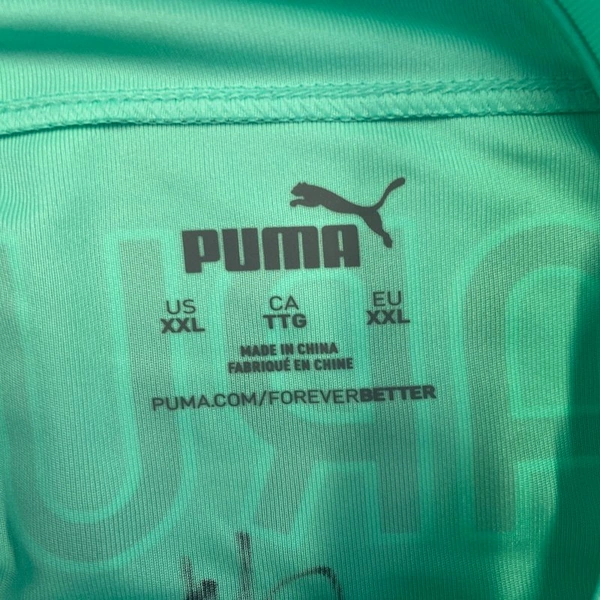 PUMA
US CA EU
XXL TTG XXL
MADE IN CHINA
FABRIQUÉ EN CHINE
PUMA.COM/FOREVERBETTER